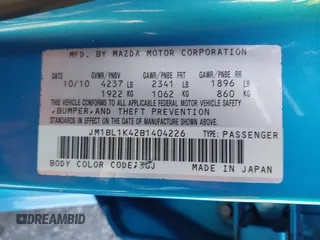 MFD. BY MAZDA MOTOR CORPORATION
GVWR/PNBV GAWR/PNBE FRT GAWR/PNBE RR
10/10 4237 LB 2341 LB 1896 LB
1922 KG 1062 KG 860 KG
THIS VEHICLE CONFORMS TO ALL APPLICABLE FEDERAL MOTOR VEHICLE SAFETY
, BUMPER, AND THEFT PREVENTION
STANDARDS IN EFFECT ON THE DATE OF MANUFACTURE SHOWN ABOVE.
JM1BL1K42B1404226 TYPE: PASSENGER
BODY COLOR CODE: MADE IN JAPAN
DREAMBID